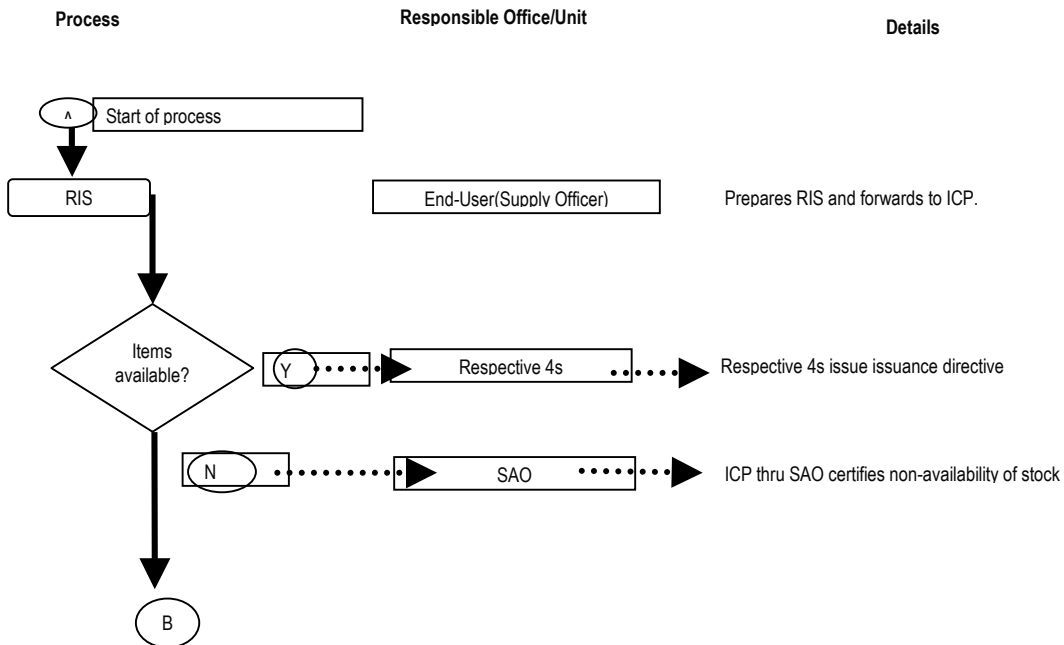 Process
Responsible Office/Unit
Details
A
Start of process
RIS
End-User(Supply Officer)
Prepares RIS and forwards to ICP.
Items
available?
Y
Respective 4s
Respective 4s issue issuance directive
N
SAO
ICP thru SAO certifies non-availability of stock
B